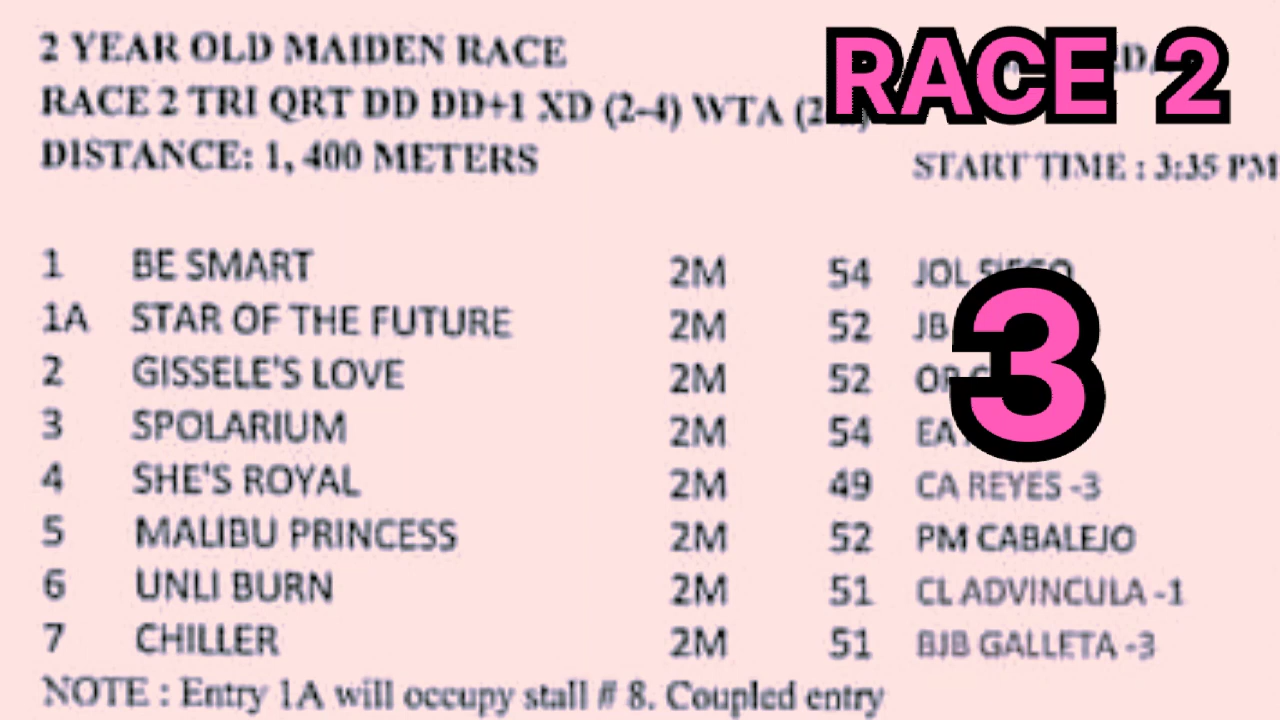 2 YEAR OLD MAIDEN RACE
RACE 2
RACE 2 TRI QRT DD DD+1 XD (2-4) WTA (2-
DISTANCE: 1, 400 METERS
START TIME : 3:35 PM
1 BE SMART 2M 54 JOL
1A STAR OF THE FUTURE 2M 52 JB
2 GISSELE'S LOVE 2M 52
3 SPOLARIUM 2M 54 EA
3
4 SHE'S ROYAL 2M 49 CA REYES -3
5 MALIBU PRINCESS 2M 52 PM CABALEJO
6 UNLI BURN 2M 51 CL ADVINCULA -1
7 CHILLER 2M 51 BJB GALLETA -3
NOTE : Entry 1A will occupy stall # 8. Coupled entry